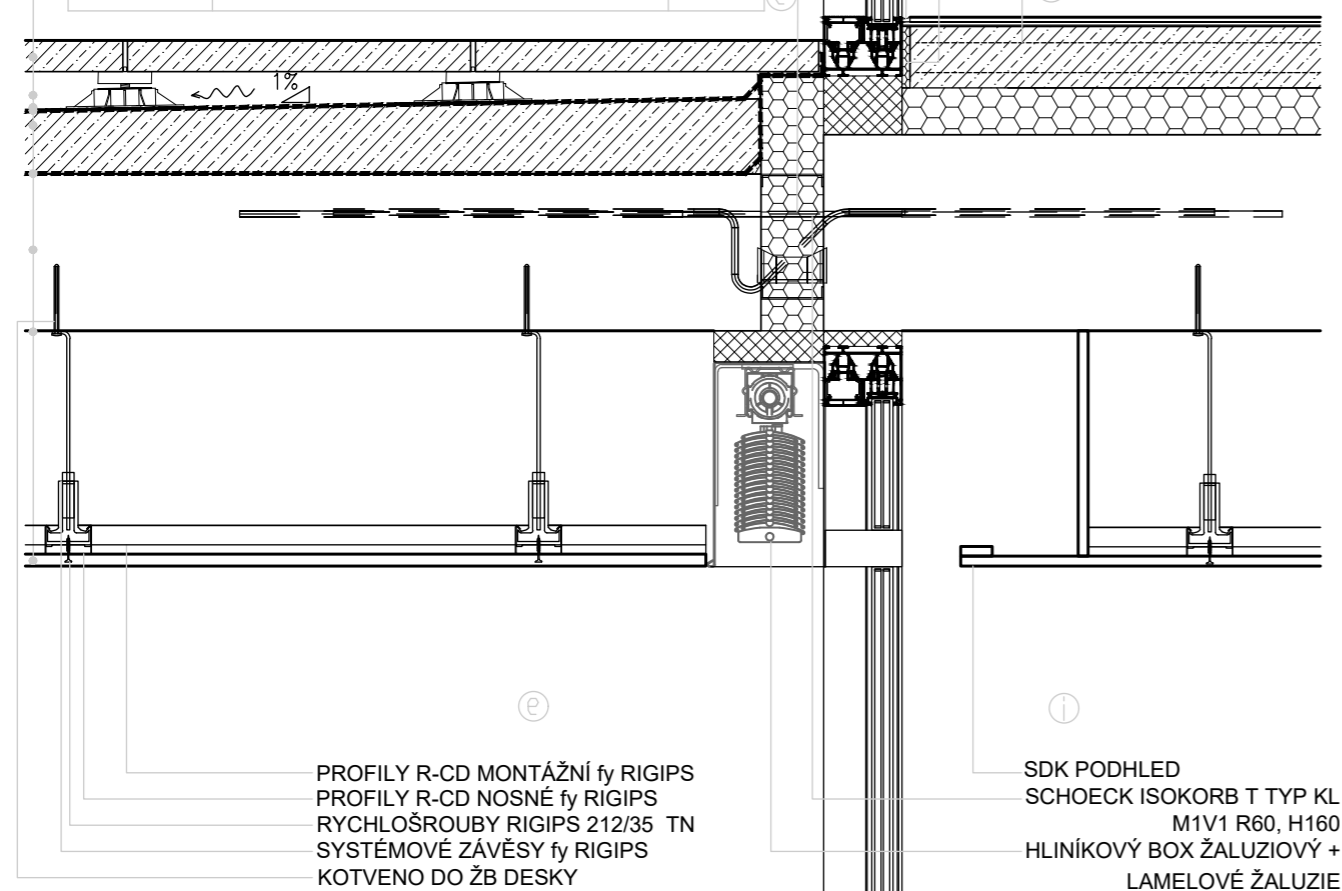 1%
e
i
PROFILY R-CD MONTÁŽNÍ fy RIGIPS
PROFILY R-CD NOSNÉ fy RIGIPS
RYCHLOŠROUBY RIGIPS 212/35 TN
SYSTÉMOVÉ ZÁVĚSY fy RIGIPS
KOTVENO DO ŽB DESKY
SDK PODHLED
SCHOECK ISOKORB T TYP KL
M1V1 R60, H160
HLINÍKOVÝ BOX ŽALUZIOVÝ +
LAMELOVÉ ŽALUZIE